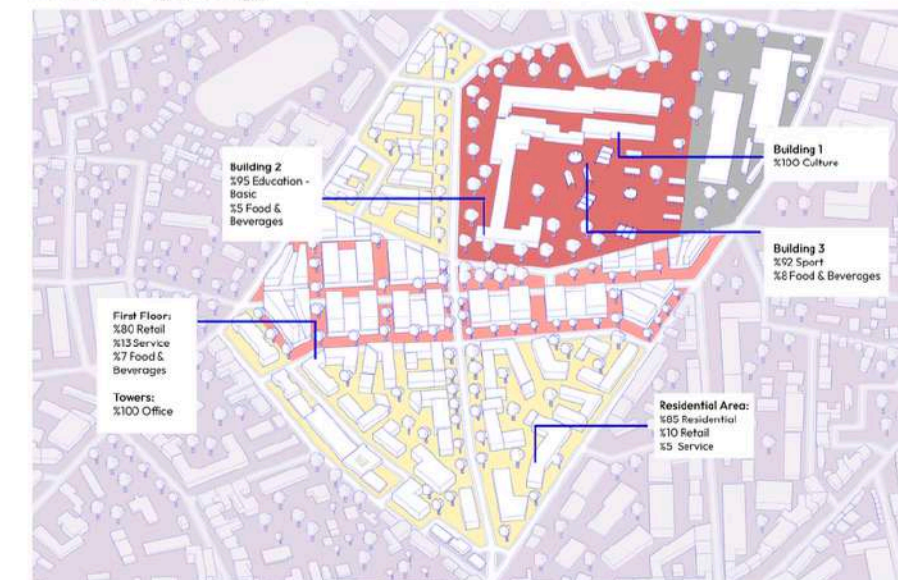 Building 2
%95 Education -
Basic
%5 Food &
Beverages
Building 1
%100 Culture
Building 3
%92 Sport
%8 Food & Beverages
First Floor:
%80 Retail
%13 Service
%7 Food &
Beverages
Towers:
%100 Office
Residential Area:
%85 Residential
%10 Retail
%5 Service